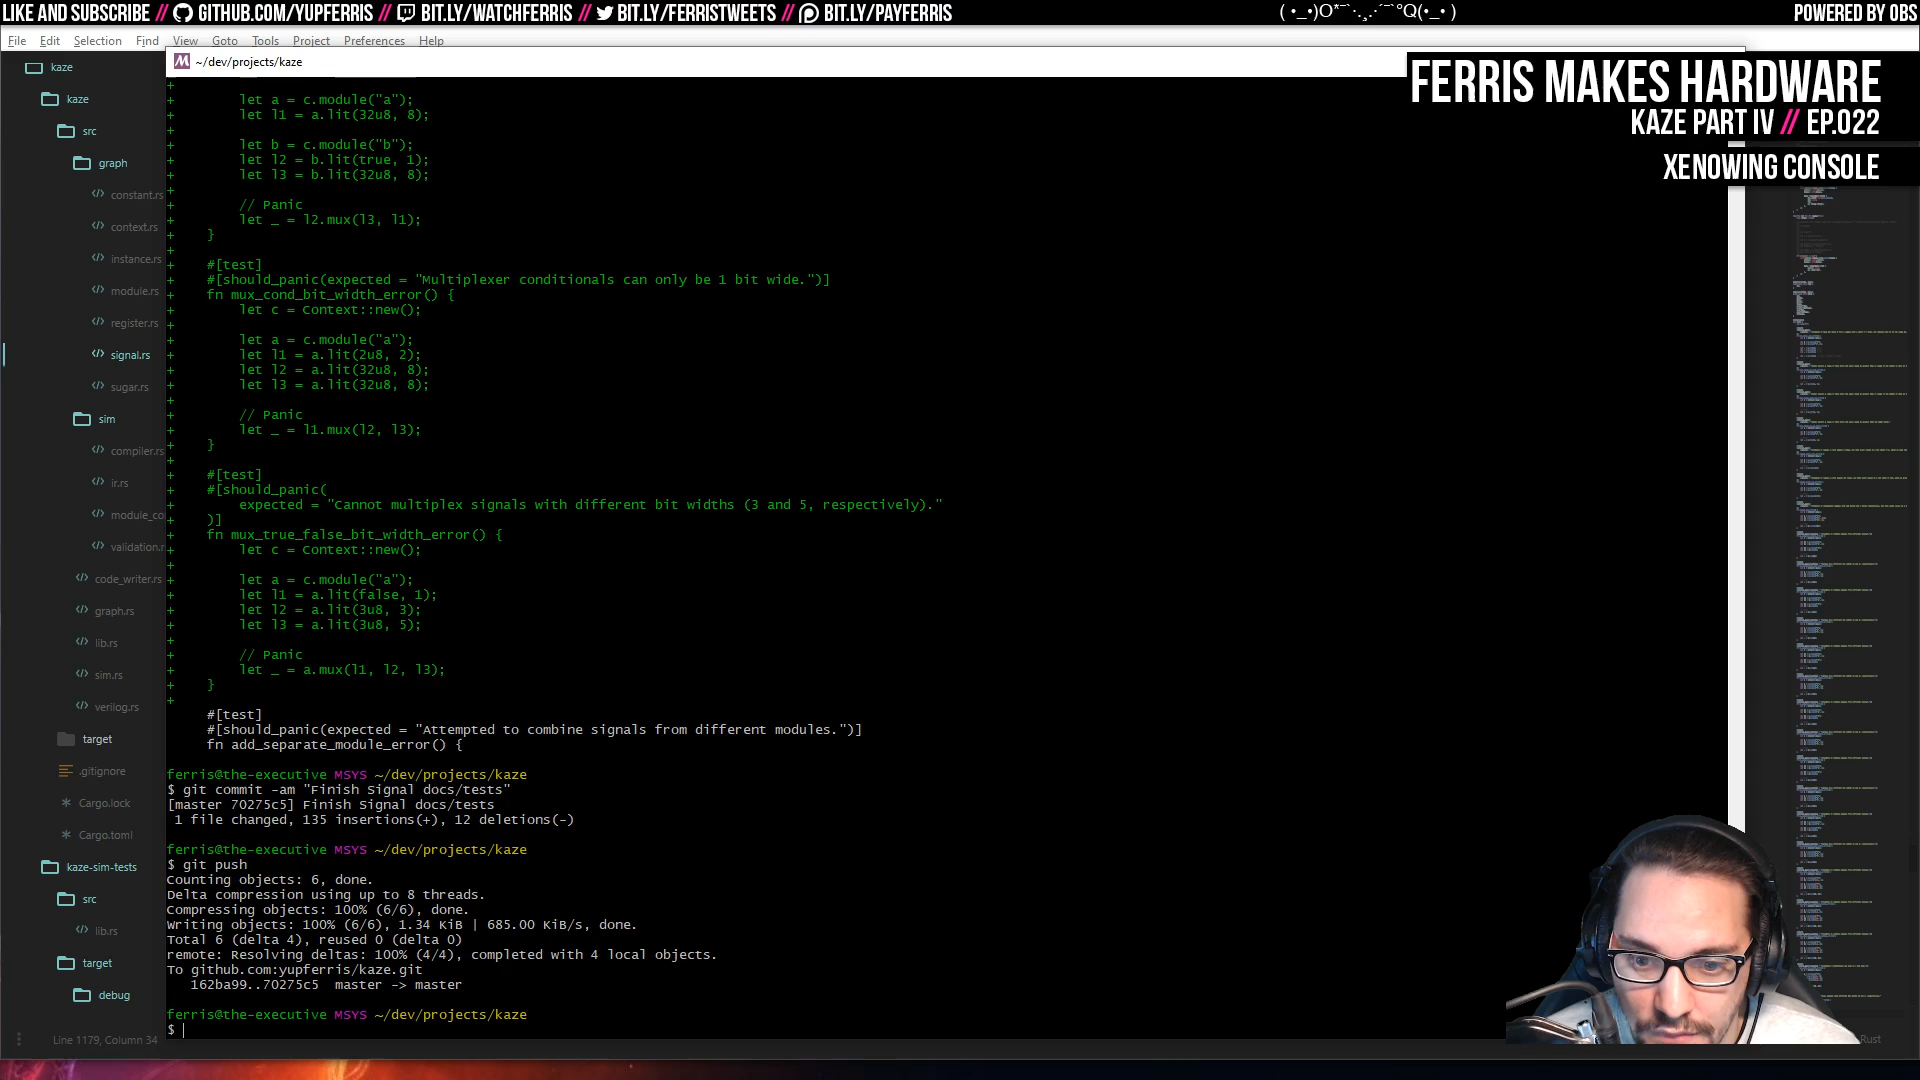 LIKE AND SUBSCRIBE // GITHUB.COM/YUPFERRIS // BIT.LY/WATCHFERRIS // BIT.LY/FERRISTWEETS // BIT.LY/PAYFERRIS
POWERED BY OBS
File Edit Selection Find View Goto Tools Project Preferences Help
~/dev/projects/kaze
FERRIS MAKES HARDWARE
KAZE PART IV // EP.022
XENOWING CONSOLE
kaze
kaze
src
graph
constant.rs
context.rs
instance.rs
module.rs
register.rs
signal.rs
sugar.rs
sim
compiler.rs
ir.rs
module_co
validation.r
code_writer.rs
graph.rs
lib.rs
sim.rs
verilog.rs
target
.gitignore
Cargo.lock
Cargo.toml
kaze-sim-tests
src
lib.rs
target
debug
Line 1179, Column 34
+
+ let a = c.module("a");
+ let l1 = a.lit(32u8, 8);
+
+ let b = c.module("b");
+ let l2 = b.lit(true, 1);
+ let l3 = b.lit(32u8, 8);
+
+ // Panic
+ let _ = l2.mux(l3, l1);
+ }
+
+ #[test]
+ #[should_panic(expected = "Multiplexer conditionals can only be 1 bit wide.")]
+ fn mux_cond_bit_width_error() {
+ let c = Context::new();
+
+ let a = c.module("a");
+ let l1 = a.lit(2u8, 2);
+ let l2 = a.lit(32u8, 8);
+ let l3 = a.lit(32u8, 8);
+
+ // Panic
+ let _ = l1.mux(l2, l3);
+ }
+
+ #[test]
+ #[should_panic(
+ expected = "Cannot multiplex signals with different bit widths (3 and 5, respectively)."
+ )]
+ fn mux_true_false_bit_width_error() {
+ let c = Context::new();
+
+ let a = c.module("a");
+ let l1 = a.lit(false, 1);
+ let l2 = a.lit(3u8, 3);
+ let l3 = a.lit(3u8, 5);
+
+ // Panic
+ let _ = a.mux(l1, l2, l3);
+ }
+
#[test]
#[should_panic(expected = "Attempted to combine signals from different modules.")]
fn add_separate_module_error() {
ferris@the-executive MSYS ~/dev/projects/kaze
$ git commit -am "Finish Signal docs/tests"
[master 70275c5] Finish Signal docs/tests
1 file changed, 135 insertions(+), 12 deletions(-)
ferris@the-executive MSYS ~/dev/projects/kaze
$ git push
Counting objects: 6, done.
Delta compression using up to 8 threads.
Compressing objects: 100% (6/6), done.
Writing objects: 100% (6/6), 1.34 KiB | 685.00 KiB/s, done.
Total 6 (delta 4), reused 0 (delta 0)
remote: Resolving deltas: 100% (4/4), completed with 4 local objects.
To github.com:yupferris/kaze.git
162ba99..70275c5 master -> master
ferris@the-executive MSYS ~/dev/projects/kaze
$
Rust